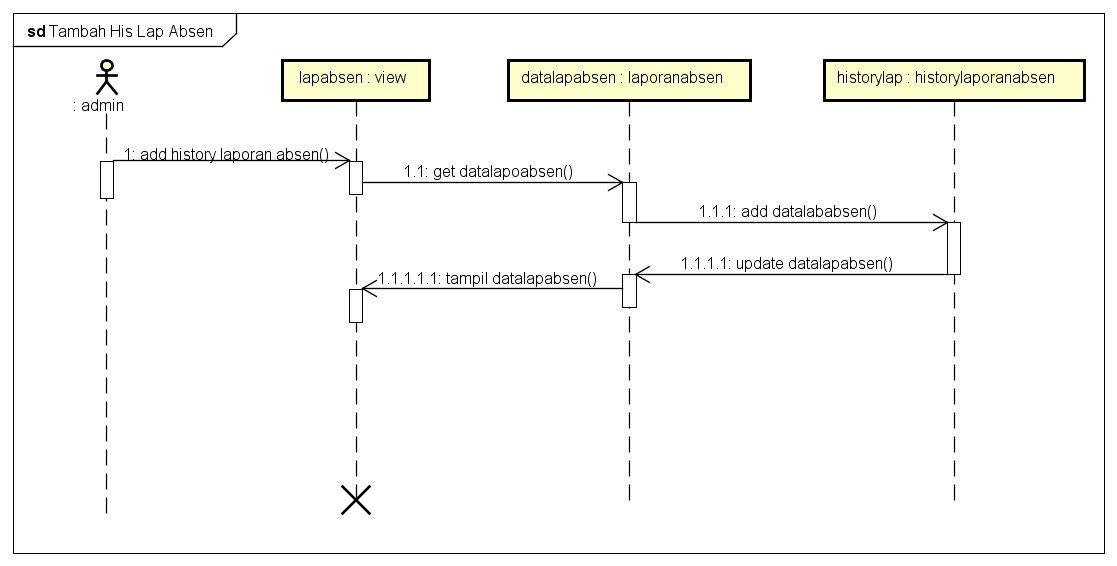 sd Tambah His Lap Absen
: admin
lapabsen : view
datalapabsen : laporanabsen
historylap : historylaporanabsen
1: add history laporan absen()
1.1: get datalapoabsen()
1.1.1: add datalababsen()
1.1.1.1: update datalapabsen()
1.1.1.1.1: tampil datalapabsen()